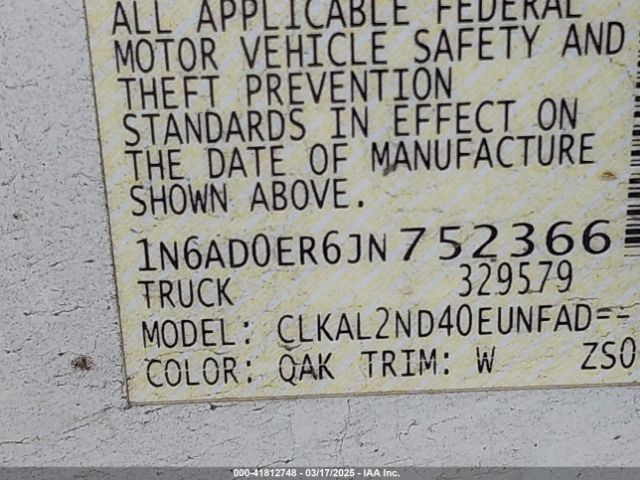 ALL APPLICABLE FEDERAL
MOTOR VEHICLE SAFETY AND
THEFT PREVENTION
STANDARDS IN EFFECT ON
THE DATE OF MANUFACTURE
SHOWN ABOVE.
1N6AD0ER6JN752366
TRUCK 329579
MODEL: CLKAL2ND40EUNFAD--
COLOR: QAK TRIM: W ZS0
000-41812748 — 03/17/2025 — IAA Inc.